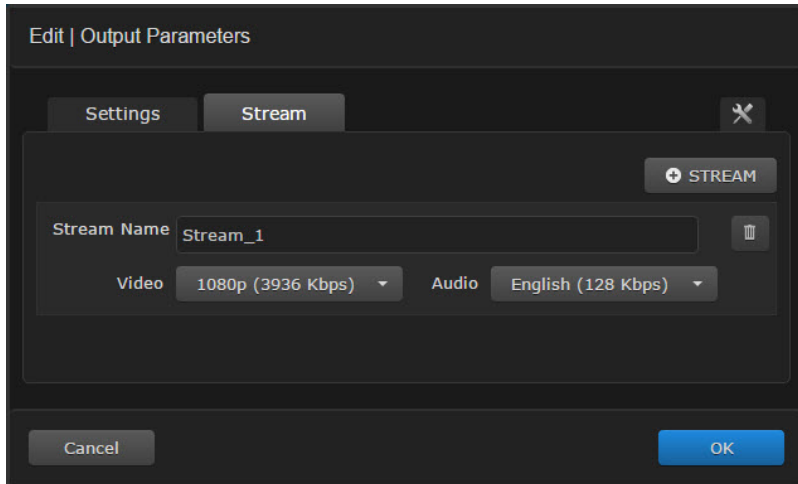 Edit | Output Parameters
Settings Stream
STREAM
Stream Name Stream_1
Video 1080p (3936 Kbps) Audio English (128 Kbps)
Cancel OK